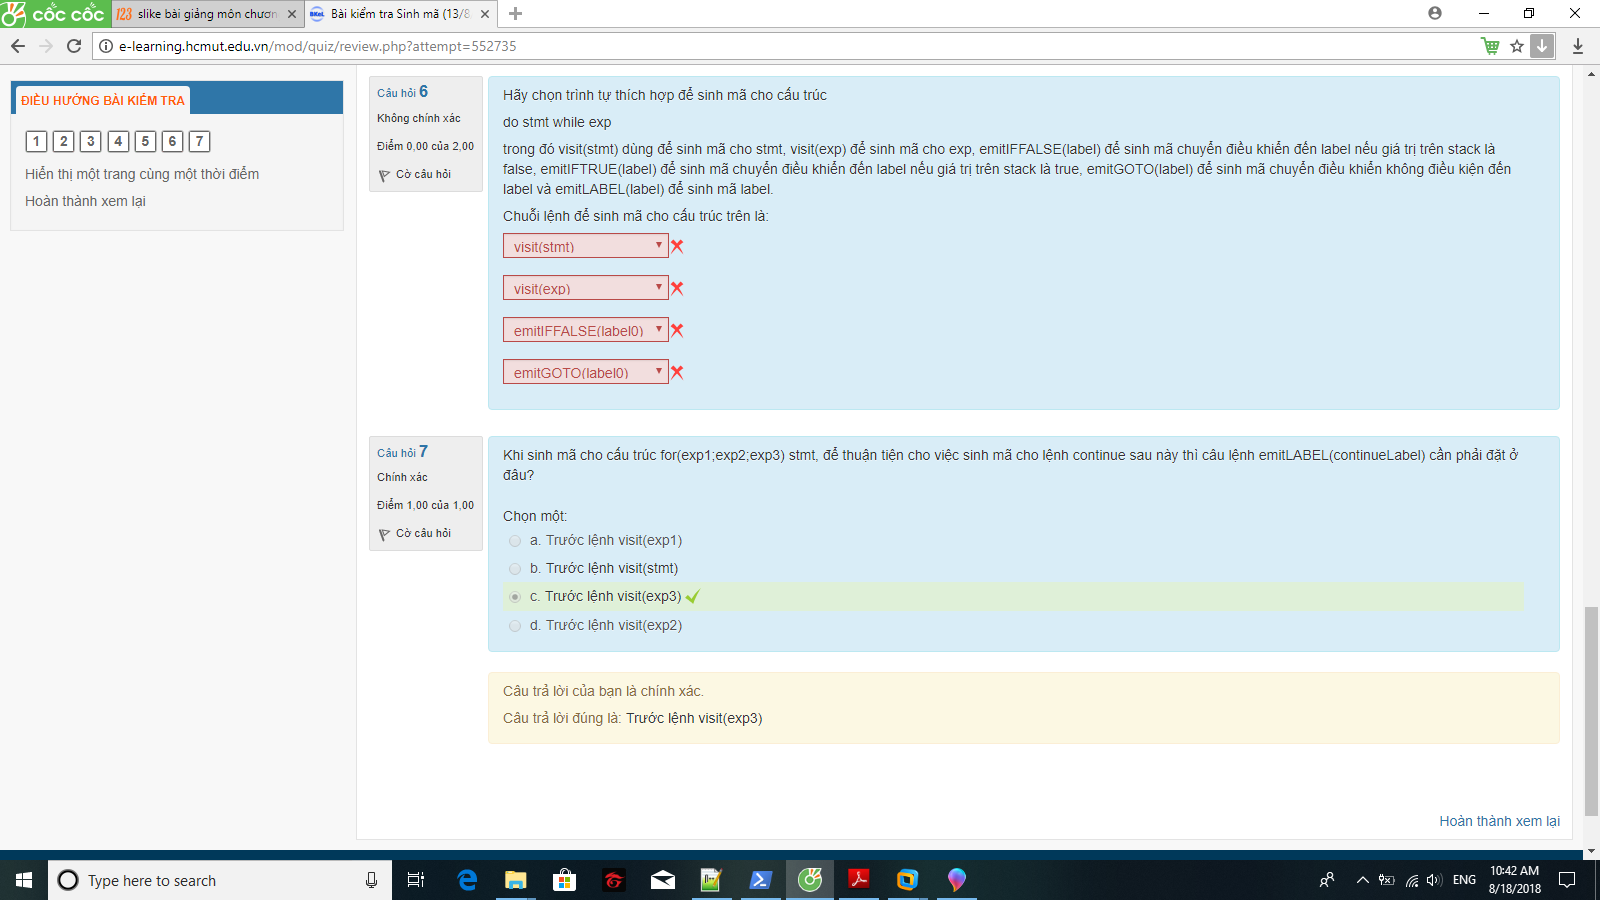 cốc cốc
123 slike bài giảng môn chươn
BKeL Bài kiểm tra Sinh mã (13/8
e-learning.hcmut.edu.vn/mod/quiz/review.php?attempt=552735
ĐIỀU HƯỚNG BÀI KIỂM TRA
1 2 3 4 5 6 7
Hiển thị một trang cùng một thời điểm
Hoàn thành xem lại
Câu hỏi 6
Không chính xác
Điểm 0,00 của 2,00
Cờ câu hỏi
Hãy chọn trình tự thích hợp để sinh mã cho cấu trúc
do stmt while exp
trong đó visit(stmt) dùng để sinh mã cho stmt, visit(exp) để sinh mã cho exp, emitIFFALSE(label) để sinh mã chuyển điều khiển đến label nếu giá trị trên stack là
false, emitIFTRUE(label) để sinh mã chuyển điều khiển đến label nếu giá trị trên stack là true, emitGOTO(label) để sinh mã chuyển điều khiển không điều kiện đến
label và emitLABEL(label) để sinh mã label.
Chuỗi lệnh để sinh mã cho cấu trúc trên là:
visit(stmt)
visit(exp)
emitIFFALSE(label0)
emitGOTO(label0)
Câu hỏi 7
Chính xác
Điểm 1,00 của 1,00
Cờ câu hỏi
Khi sinh mã cho cấu trúc for(exp1;exp2;exp3) stmt, để thuận tiện cho việc sinh mã cho lệnh continue sau này thì câu lệnh emitLABEL(continueLabel) cần phải đặt ở
đâu?
Chọn một:
a. Trước lệnh visit(exp1)
b. Trước lệnh visit(stmt)
c. Trước lệnh visit(exp3)
d. Trước lệnh visit(exp2)
Câu trả lời của bạn là chính xác.
Câu trả lời đúng là: Trước lệnh visit(exp3)
Hoàn thành xem lại
Type here to search
ENG
10:42 AM
8/18/2018